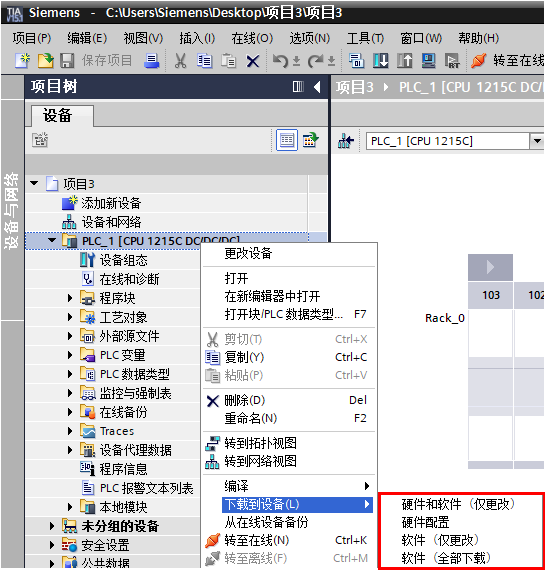 Siemens - C:\Users\Siemens\Desktop\项目3\项目3
项目(P) 编辑(E) 视图(V) 插入(I) 在线(O) 选项(N) 工具(T) 窗口(W) 帮助(H)
保存项目 转至在线
项目树
项目3 PLC_1 [CPU 1215C DC/
设备
PLC_1 [CPU 1215C]
设备与网络
项目3
添加新设备
设备和网络
PLC_1 [CPU 1215C DC/DC/DC]
设备组态
在线和诊断
程序块
工艺对象
外部源文件
PLC 变量
PLC 数据类型
监控与强制表
在线备份
Traces
设备代理数据
程序信息
PLC 报警文本列表
本地模块
未分组的设备
安全设置
公共数据
更改设备
打开
在新编辑器中打开
打开块/PLC 数据类型... F7
剪切(T) Ctrl+X
复制(Y) Ctrl+C
粘贴(P) Ctrl+V
删除(D) Del
重命名(N) F2
转到拓扑视图
转到网络视图
编译
下载到设备(L)
从在线设备备份
转至在线(N) Ctrl+K
转至离线(F) Ctrl+M
硬件和软件（仅更改）
硬件配置
软件（仅更改）
软件（全部下载）
103 102
Rack_0